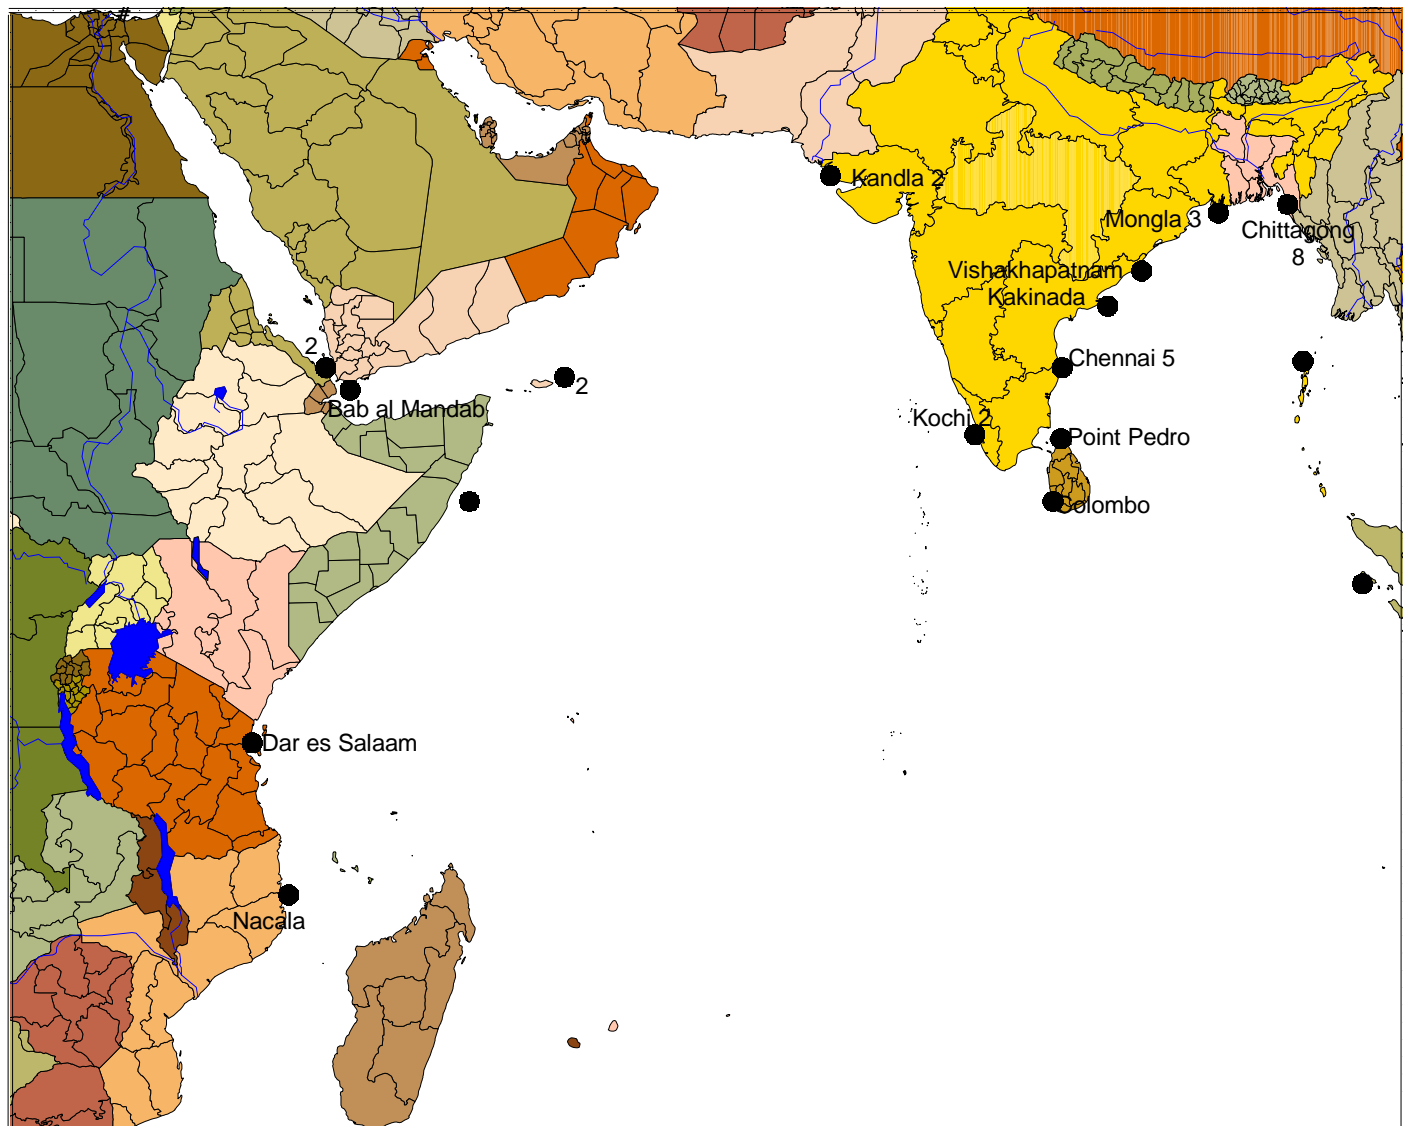 Kandla 2
Mongla 3
Chittagong
8
Vishakhapatnam
Kakinada
2
Chennai 5
2
Bab al Mandab
Kochi 2
Point Pedro
Colombo
Dar es Salaam
Nacala